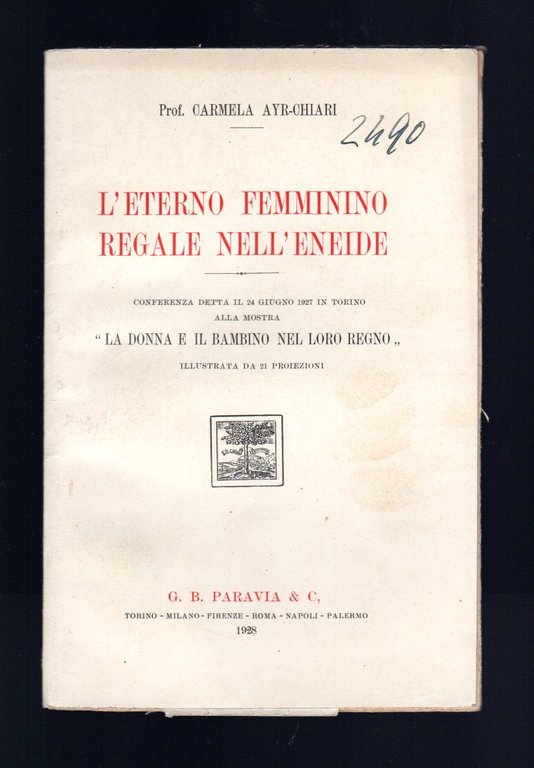 Prof. CARMELA AYR-CHIARI
2490
L'ETERNO FEMMININO
REGALE NELL'ENEIDE
CONFERENZA DETTA IL 24 GIUGNO 1927 IN TORINO
ALLA MOSTRA
“ LA DONNA E IL BAMBINO NEL LORO REGNO „
ILLUSTRATA DA 21 PROIEZIONI
G. B. PARAVIA & C.
TORINO - MILANO - FIRENZE - ROMA - NAPOLI - PALERMO
1928